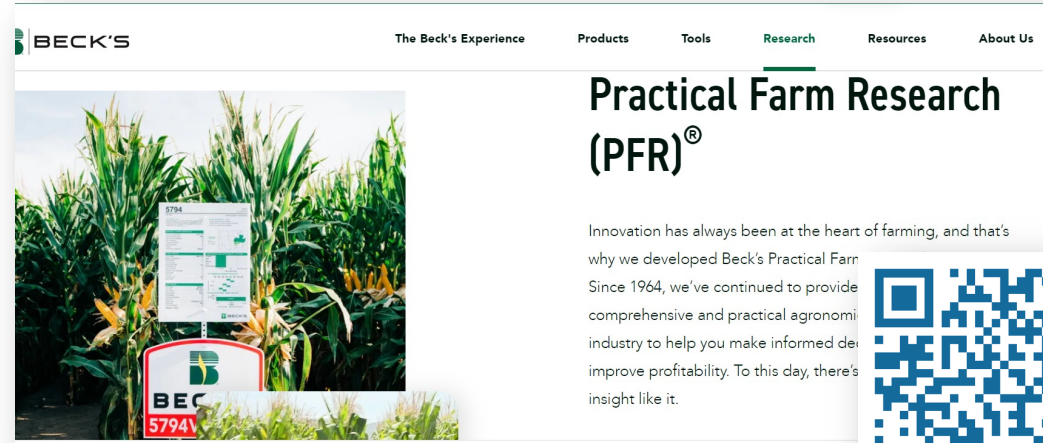 BECK'S
The Beck's Experience Products Tools Research Resources About Us
Practical Farm Research
(PFR)®
Innovation has always been at the heart of farming, and that's
why we developed Beck's Practical Farm
Since 1964, we've continued to provide
comprehensive and practical
industry to help you make informed
improve profitability. To this day, there's
insight like it.
5794
BECK'S
5794V